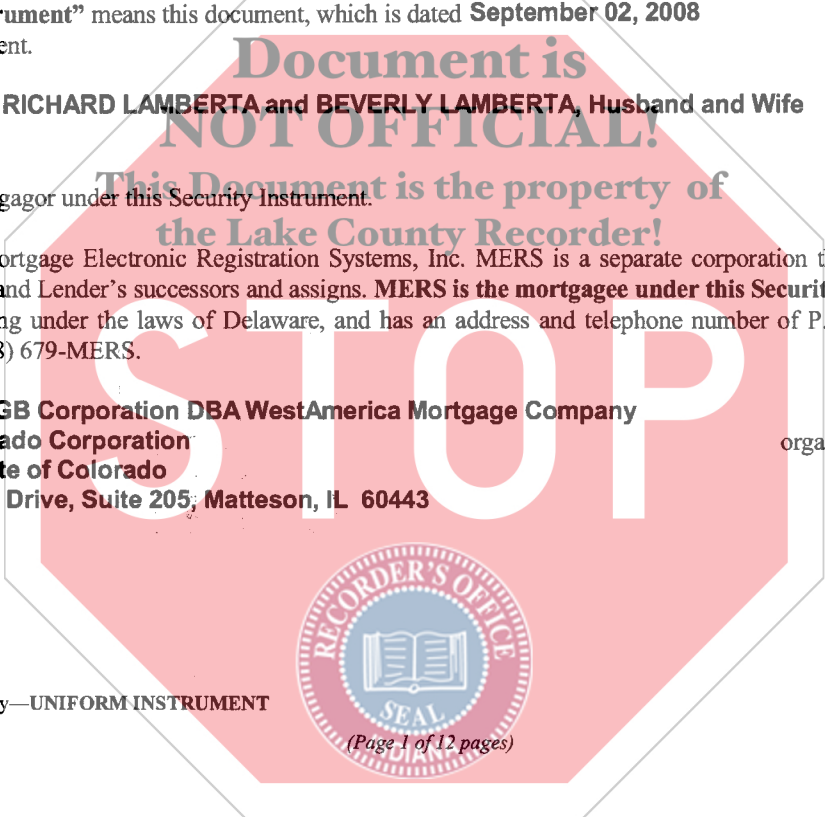 rument” means this document, which is dated September 02, 2008
Document is
ent.
RICHARD LAMBERTA and BEVERLY LAMBERTA, Husband and Wife
NOT OFFICIAL!
This Document is the property of
gagor under this Security Instrument.
the Lake County Recorder!
ortgage Electronic Registration Systems, Inc. MERS is a separate corporation t
and Lender’s successors and assigns. MERS is the mortgagee under this Securit
ng under the laws of Delaware, and has an address and telephone number of P.
8) 679-MERS.
STOP
GB Corporation DBA WestAmerica Mortgage Company
ado Corporation orga
te of Colorado
Drive, Suite 205, Matteson, IL 60443
RECORDER'S OFFICE
SEAL
INDIANA
y—UNIFORM INSTRUMENT
(Page 1 of 12 pages)